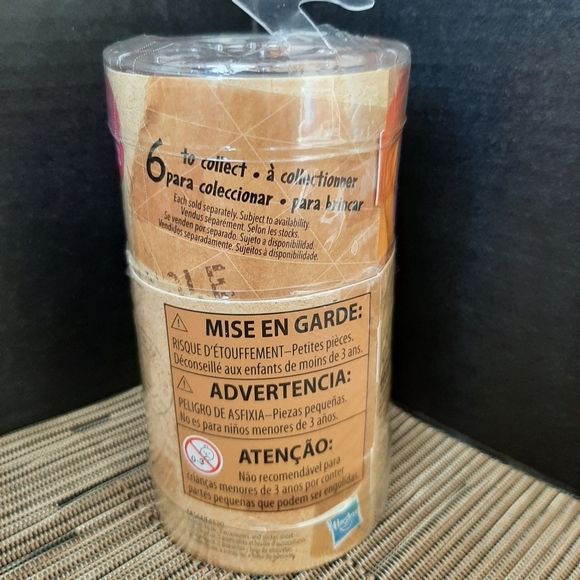 6 to collect • à collectionner
para coleccionar • para brincar
Each sold separately. Subject to availability.
Vendus séparément. Selon les stocks.
Se venden por separado. Sujeto a disponibilidad.
Vendidos separadamente. Sujeitos à disponibilidade.
MISE EN GARDE:
RISQUE D'ÉTOUFFEMENT–Petites pièces.
Déconseillé aux enfants de moins de 3 ans.
ADVERTENCIA:
PELIGRO DE ASFIXIA–Piezas pequeñas.
No es para niños menores de 3 años.
0-3
ATENÇÃO:
Não recomendável para
crianças menores de 3 anos por conter
partes pequenas que podem ser engolidas.
Hasbro